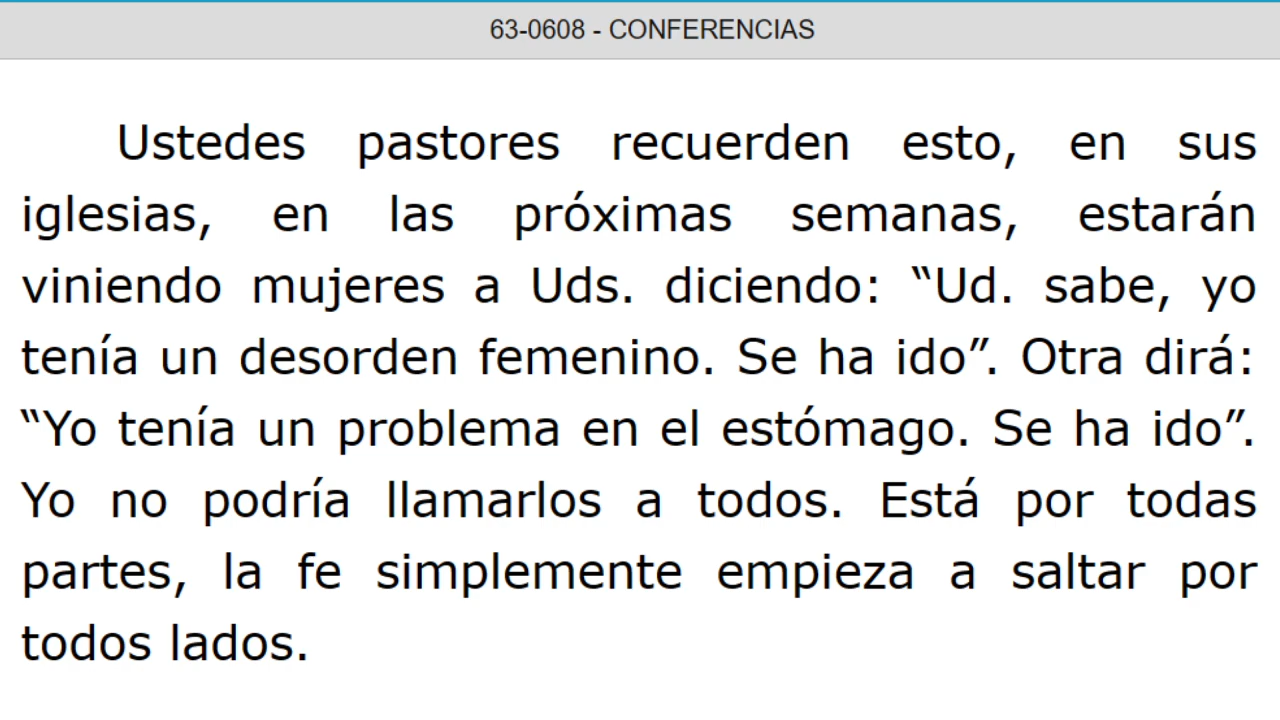 63-0608 - CONFERENCIAS
Ustedes pastores recuerden esto, en sus
iglesias, en las próximas semanas, estarán
viniendo mujeres a Uds. diciendo: “Ud. sabe, yo
tenía un desorden femenino. Se ha ido”. Otra dirá:
“Yo tenía un problema en el estómago. Se ha ido”.
Yo no podría llamarlos a todos. Está por todas
partes, la fe simplemente empieza a saltar por
todos lados.